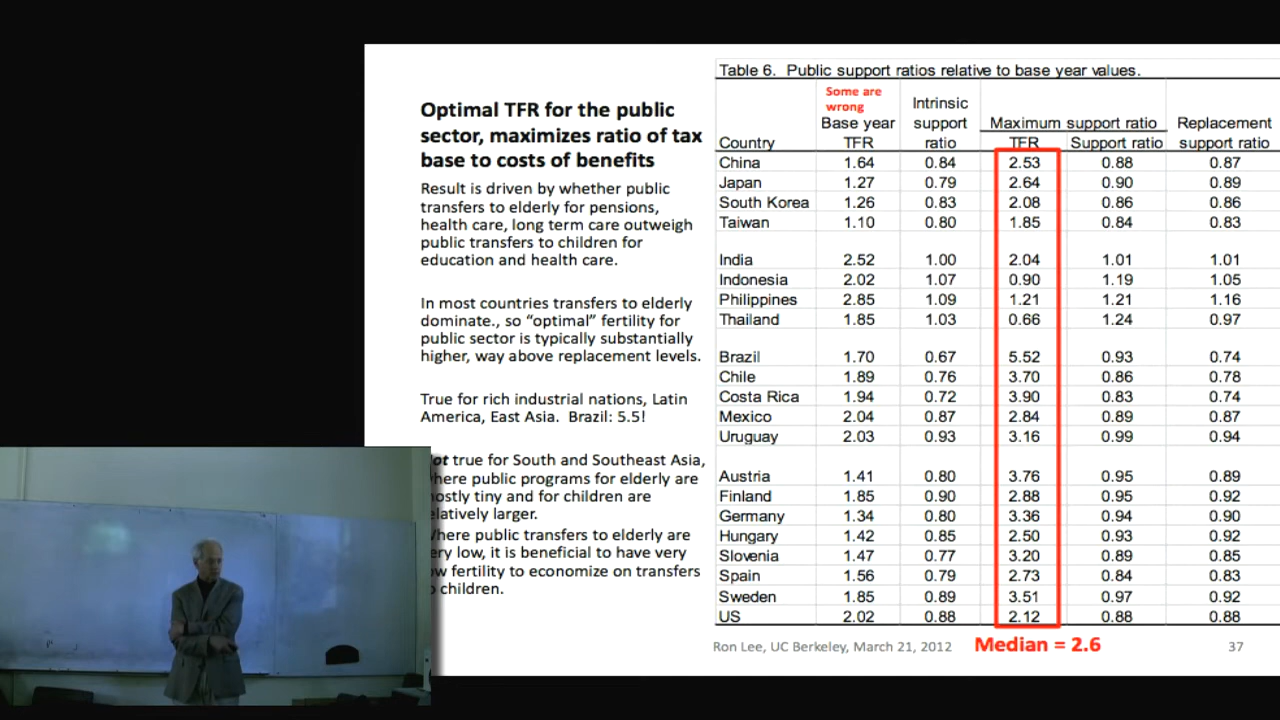 Optimal TFR for the public
sector, maximizes ratio of tax
base to costs of benefits
Result is driven by whether public
transfers to elderly for pensions,
health care, long term care outweigh
public transfers to children for
education and health care.
In most countries transfers to elderly
dominate., so “optimal” fertility for
public sector is typically substantially
higher, way above replacement levels.
True for rich industrial nations, Latin
America, East Asia. Brazil: 5.5!
true for South and Southeast Asia,
public programs for elderly are
tiny and for children are
larger.
public transfers to elderly are
low, it is beneficial to have very
fertility to economize on transfers
children.
Table 6. Public support ratios relative to base year values.
Some are
wrong
Intrinsic
Base year support Maximum support ratio Replacement
Country TFR ratio TFR Support ratio support ratio
China 1.64 0.84 2.53 0.88 0.87
Japan 1.27 0.79 2.64 0.90 0.89
South Korea 1.26 0.83 2.08 0.86 0.86
Taiwan 1.10 0.80 1.85 0.84 0.83
India 2.52 1.00 2.04 1.01 1.01
Indonesia 2.02 1.07 0.90 1.19 1.05
Philippines 2.85 1.09 1.21 1.21 1.16
Thailand 1.85 1.03 0.66 1.24 0.97
Brazil 1.70 0.67 5.52 0.93 0.74
Chile 1.89 0.76 3.70 0.86 0.78
Costa Rica 1.94 0.72 3.90 0.83 0.74
Mexico 2.04 0.87 2.84 0.89 0.87
Uruguay 2.03 0.93 3.16 0.99 0.94
Austria 1.41 0.80 3.76 0.95 0.89
Finland 1.85 0.90 2.88 0.95 0.92
Germany 1.34 0.80 3.36 0.94 0.90
Hungary 1.42 0.85 2.50 0.93 0.92
Slovenia 1.47 0.77 3.20 0.89 0.85
Spain 1.56 0.79 2.73 0.84 0.83
Sweden 1.85 0.89 3.51 0.97 0.92
US 2.02 0.88 2.12 0.88 0.88
Ron Lee, UC Berkeley, March 21, 2012 Median = 2.6 37